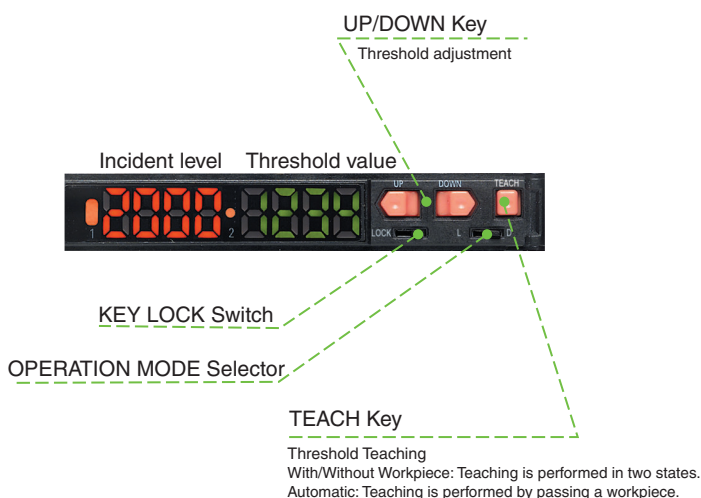 UP/DOWN Key
Threshold adjustment
Incident level Threshold value
UP DOWN TEACH
2000 1234
1 2 LOCK L D
KEY LOCK Switch
OPERATION MODE Selector
TEACH Key
Threshold Teaching
With/Without Workpiece: Teaching is performed in two states.
Automatic: Teaching is performed by passing a workpiece.